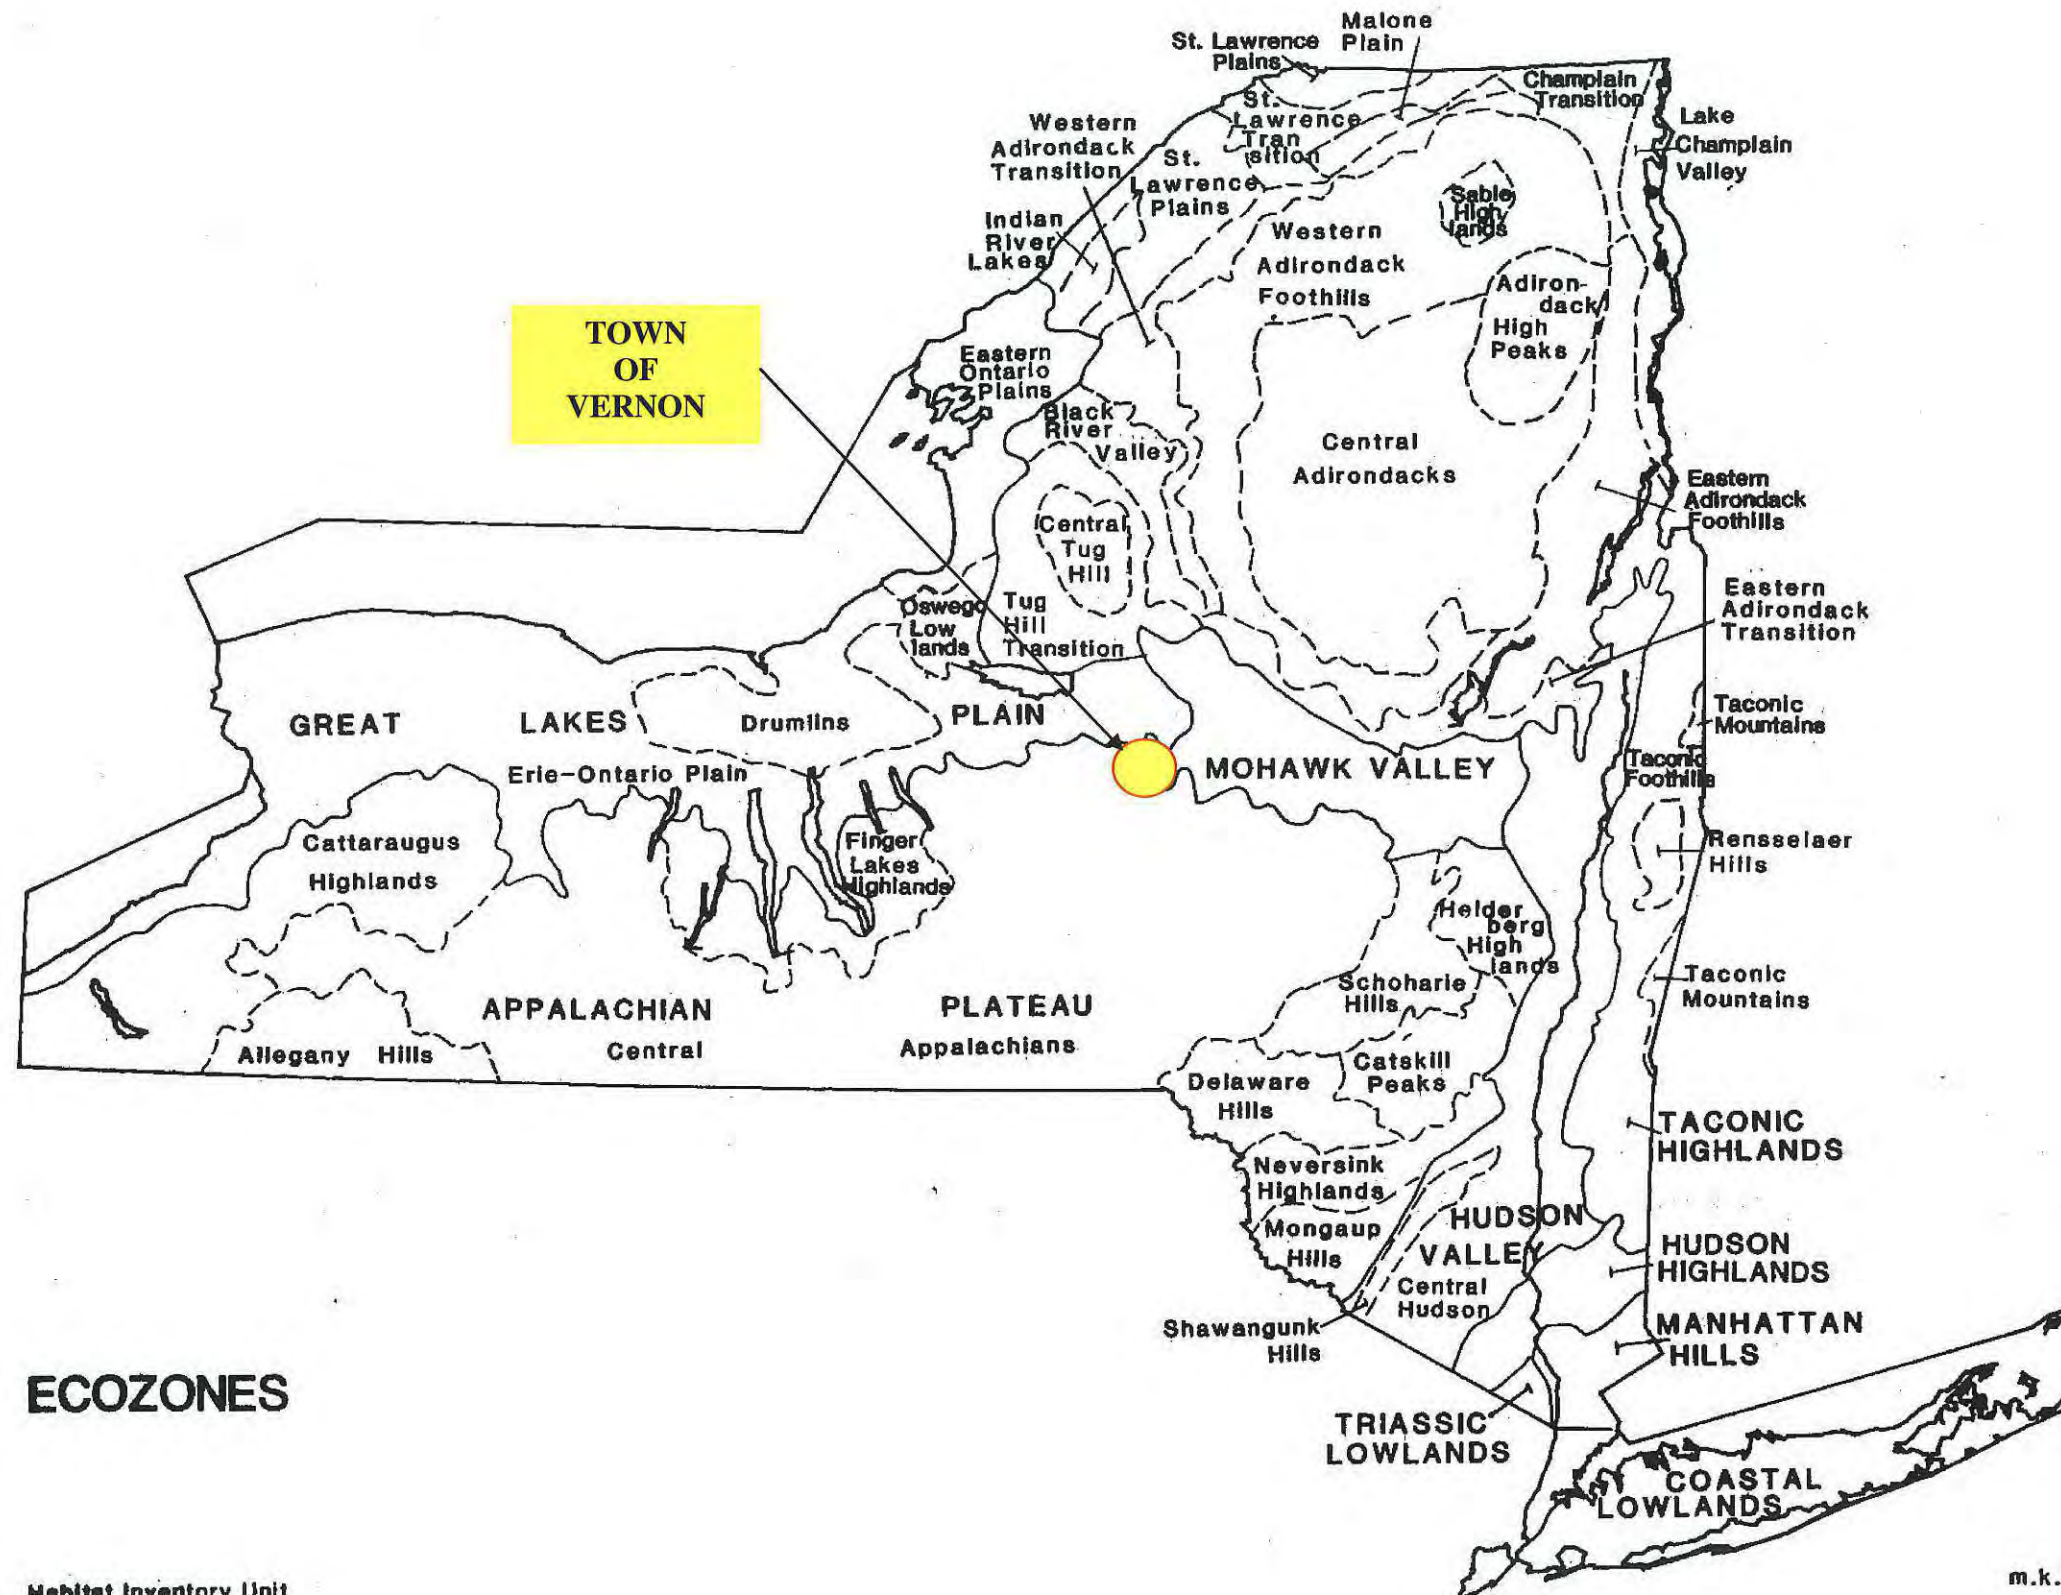 Malone
Plain
St. Lawrence
Plains
Champlain
Transition
St.
Lawrence
Tran
sition
Lake
Champlain
Valley
Western
Adirondack
Transition
St.
Lawrence
Plains
Sable
High
lands
Indian
River
Lakes
Western
Adirondack
Foothills
Adiron-
dack
High
Peaks
TOWN
OF
VERNON
Eastern
Ontario
Plains
Black
River
Valley
Central
Adirondacks
Eastern
Adirondack
Foothills
Central
Tug
Hill
Oswego
Low
lands
Tug
Hill
Transition
Eastern
Adirondack
Transition
GREAT LAKES PLAIN
Drumlins
Taconic
Mountains
Erie-Ontario Plain
MOHAWK VALLEY
Taconic
Foothills
Cattaraugus
Highlands
Finger
Lakes
Highlands
Rensselaer
Hills
Helder
berg
High
lands
Schoharie
Hills
Taconic
Mountains
APPALACHIAN PLATEAU
Central Appalachians
Allegany Hills
Catskill
Peaks
Delaware
Hills
TACONIC
HIGHLANDS
Neversink
Highlands
Mongaup
Hills
HUDSON
VALLEY
Central
Hudson
HUDSON
HIGHLANDS
Shawangunk
Hills
MANHATTAN
HILLS
ECOZONES
TRIASSIC
LOWLANDS
COASTAL
LOWLANDS
Habitat Inventory Unit
m.k.